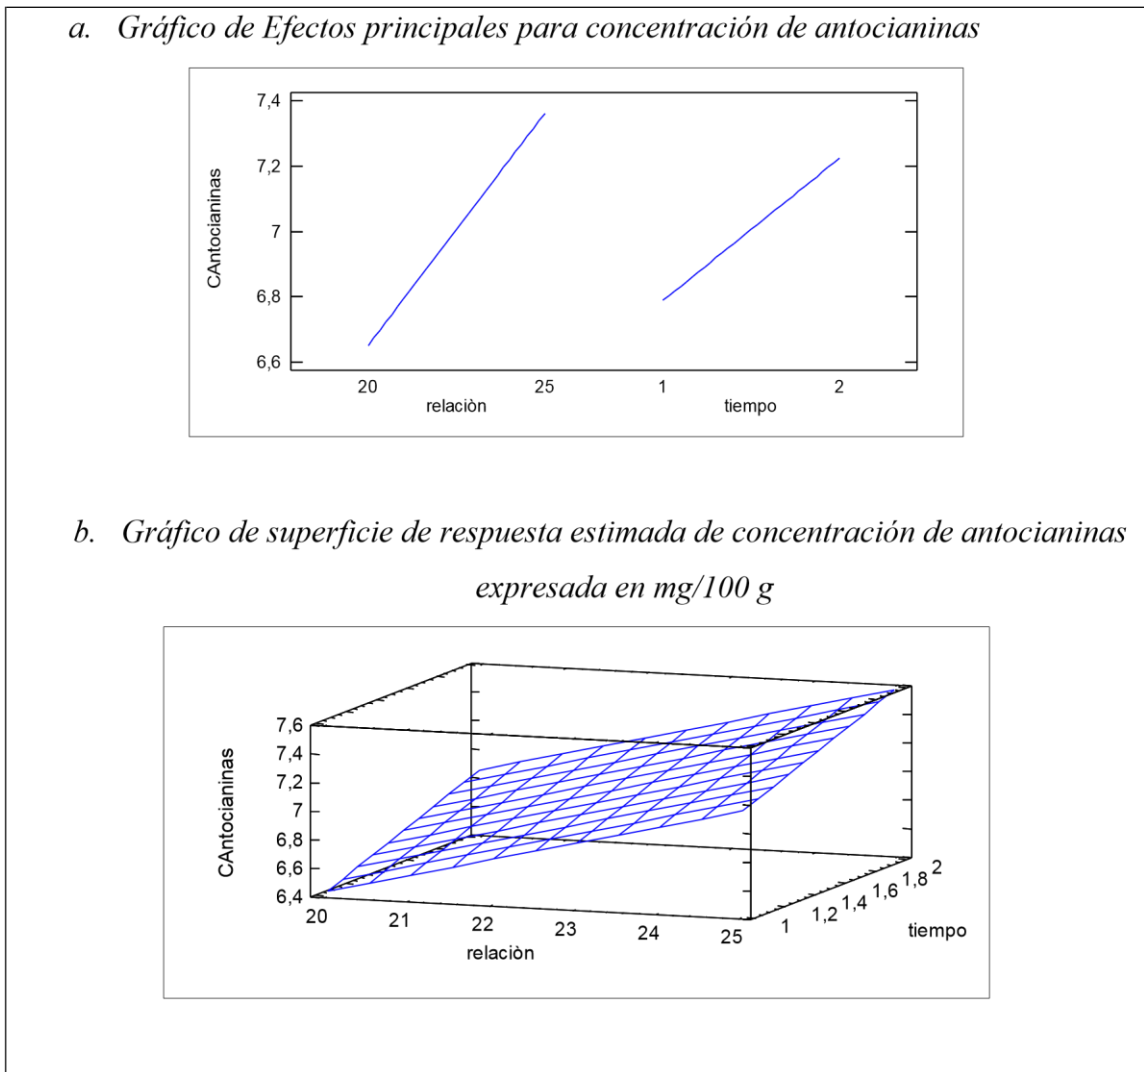 a. Gráfico de Efectos principales para concentración de antocianinas
7,4
7,2
7
6,8
6,6
CAntocianinas
20 25 1 2
relaciòn tiempo
b. Gráfico de superficie de respuesta estimada de concentración de antocianinas
expresada en mg/100 g
7,6
7,4
7,2
7
6,8
6,6
6,4
CAntocianinas
20 21 22 23 24 25
relaciòn
1 1,2 1,4 1,6 1,8 2
tiempo